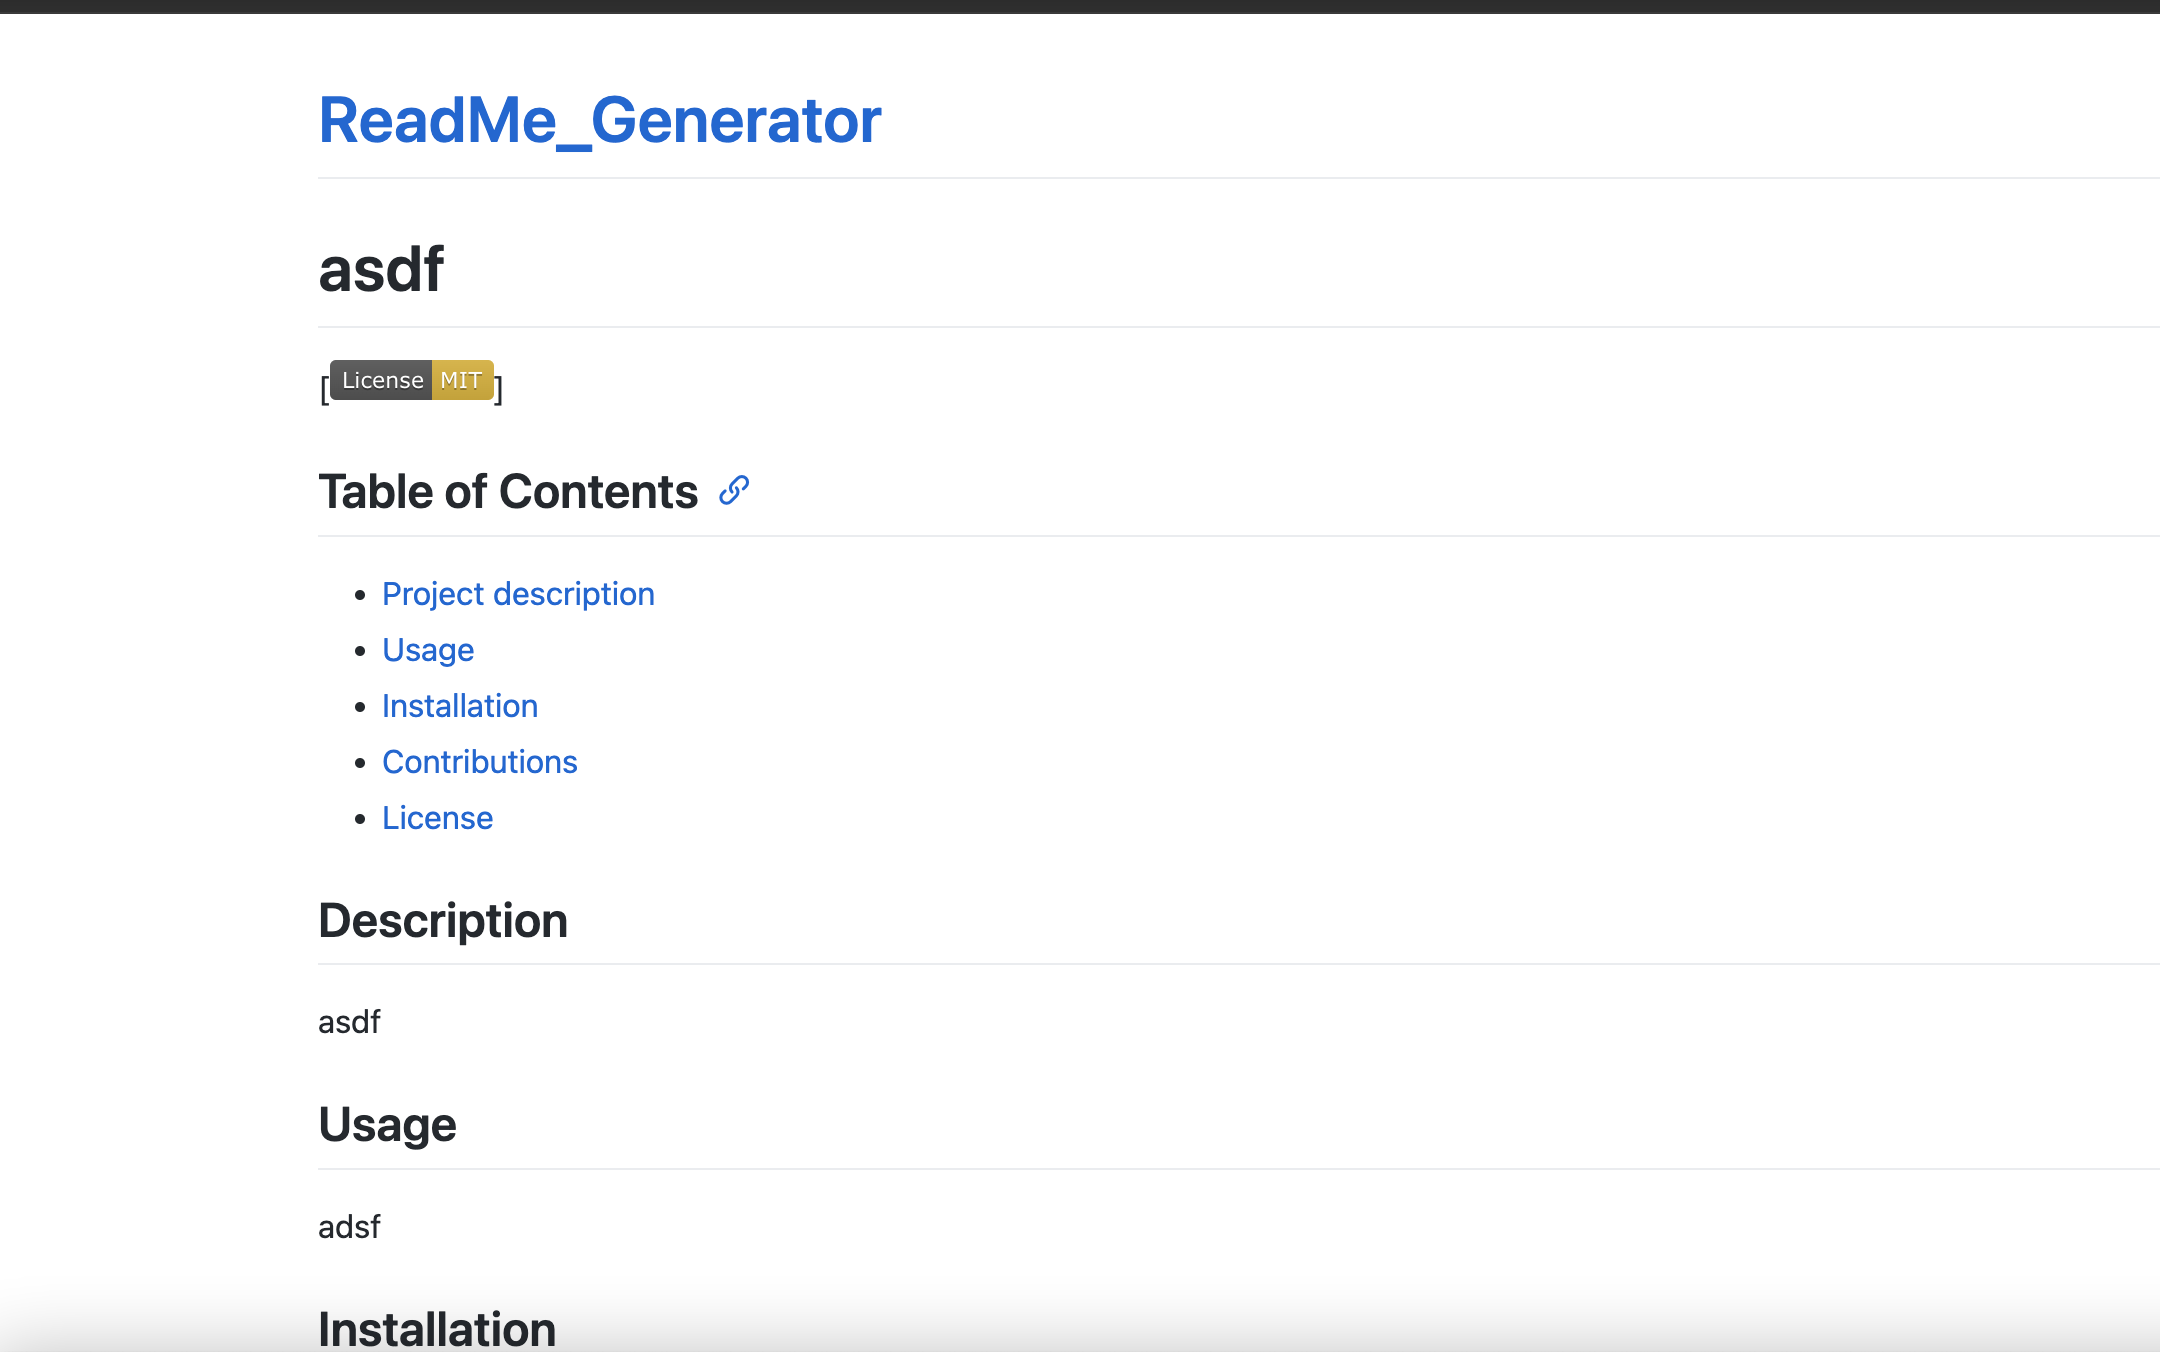 ReadMe_Generator
asdf
[License MIT]
Table of Contents
Project description
Usage
Installation
Contributions
License
Description
asdf
Usage
adsf
Installation